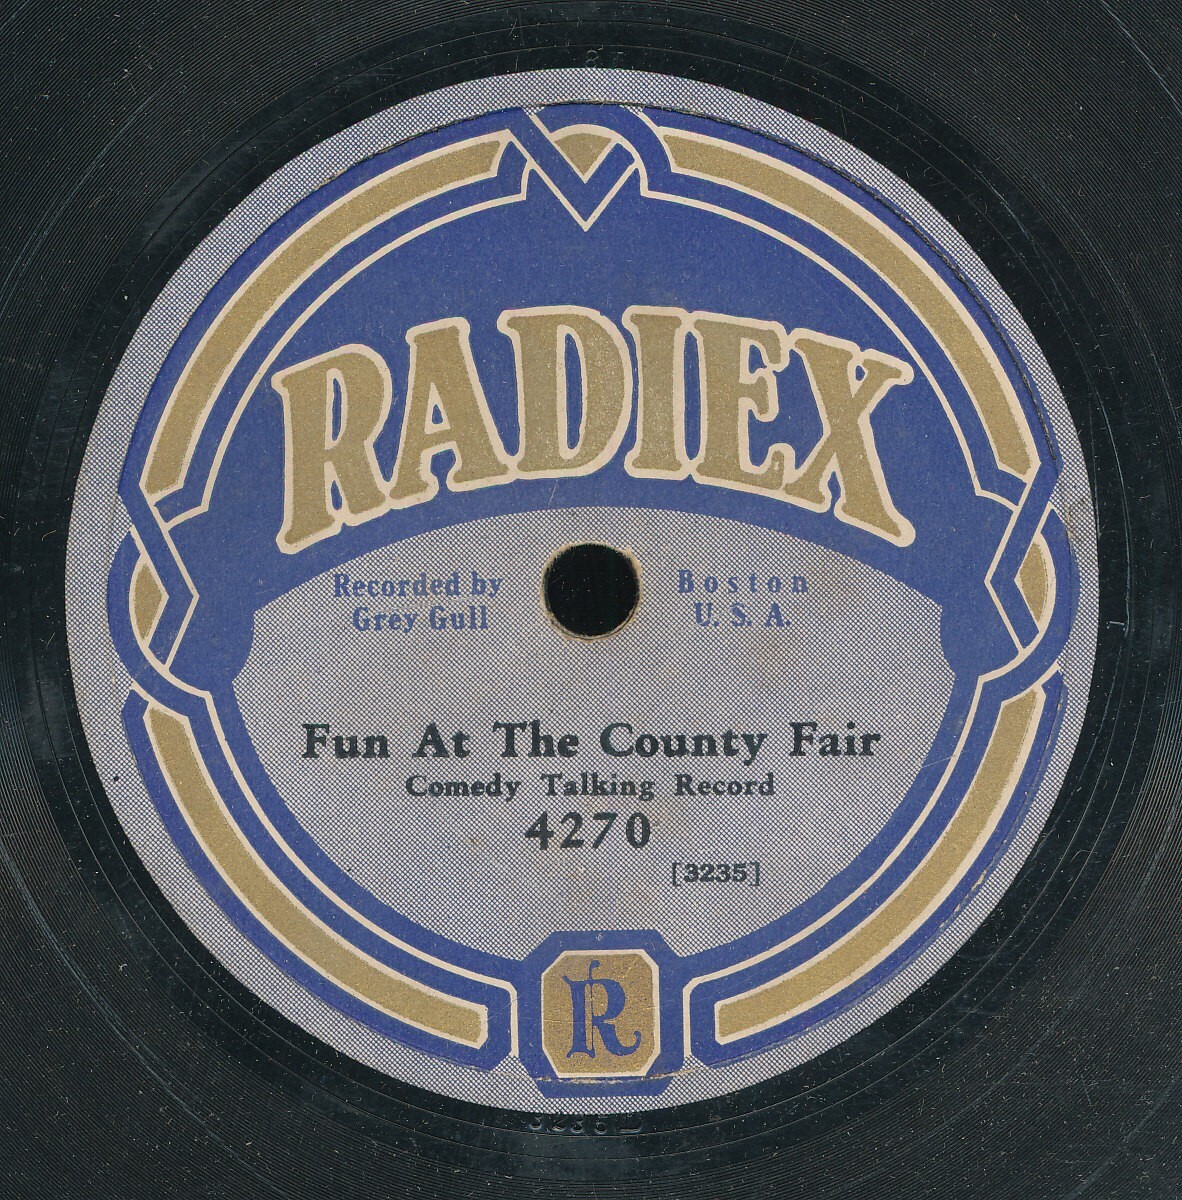 RADIEX
Recorded by
Grey Gull
Boston
U. S. A.
Fun At The County Fair
Comedy Talking Record
4270
[3235]
R